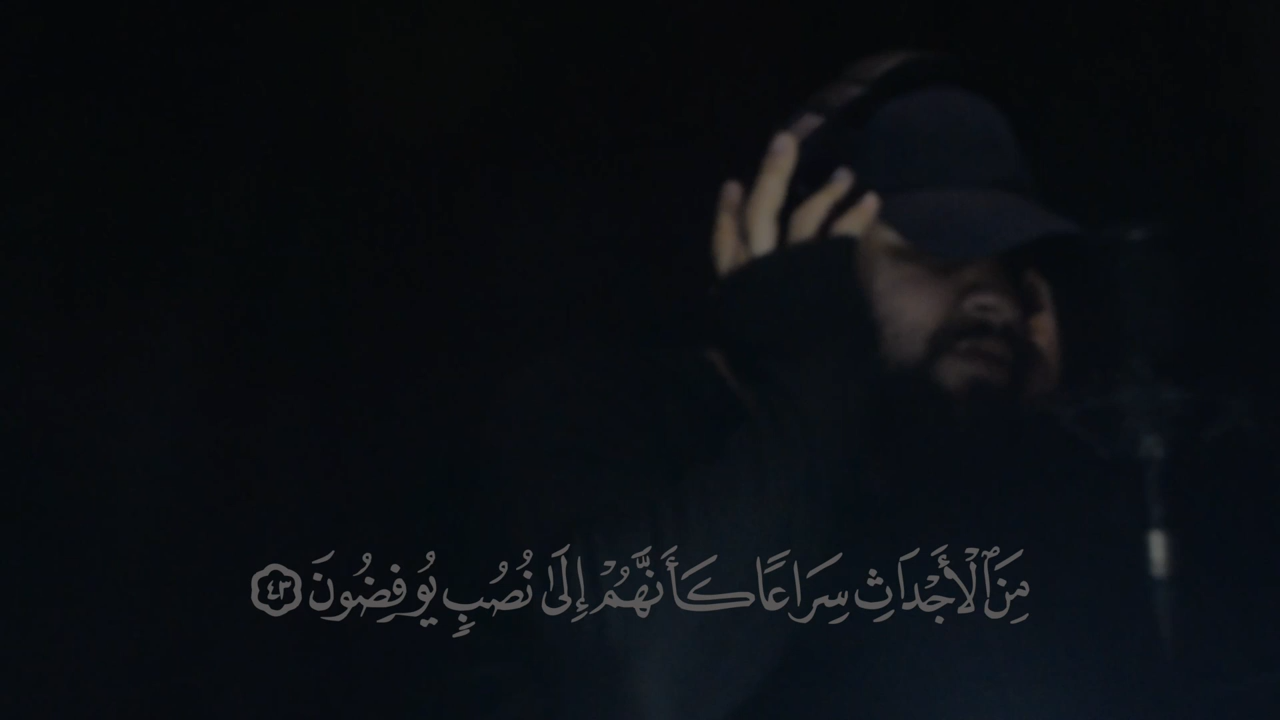 مِنَ ٱلْأَجْدَاثِ سِرَاعًا كَأَنَّهُمْ إِلَىٰ نُصُبٍ يُوفِضُونَ ٤٣